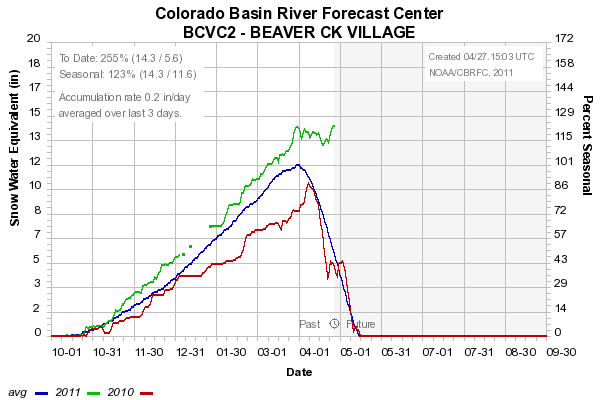 Colorado Basin River Forecast Center
BCVC2 - BEAVER CK VILLAGE
To Date: 255% (14.3 / 5.6)
Seasonal: 123% (14.3 / 11.6)
Accumulation rate 0.2 in/day
averaged over last 3 days.
Created 04/27.15:03 UTC
NOAA/CBRFC, 2011
Snow Water Equivalent (in)
20
18
17
15
13
12
10
8
7
5
3
2
0
Percent Seasonal
172
158
144
129
115
101
86
72
57
43
29
14
0
Past
Future
10-01 10-31 11-30 12-31 01-30 03-01 04-01 05-01 05-31 07-01 07-31 08-30 09-30
Date
avg 2011 2010